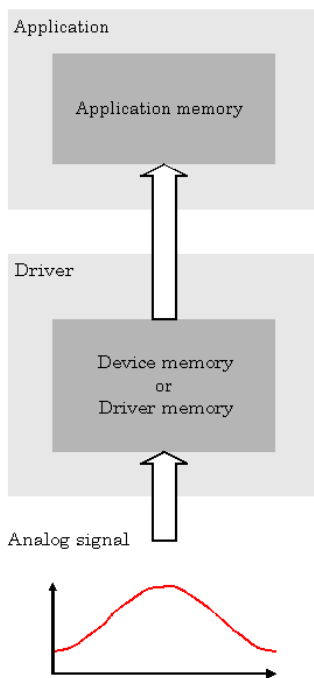 Application
Application memory
Driver
Device memory
or
Driver memory
Analog signal